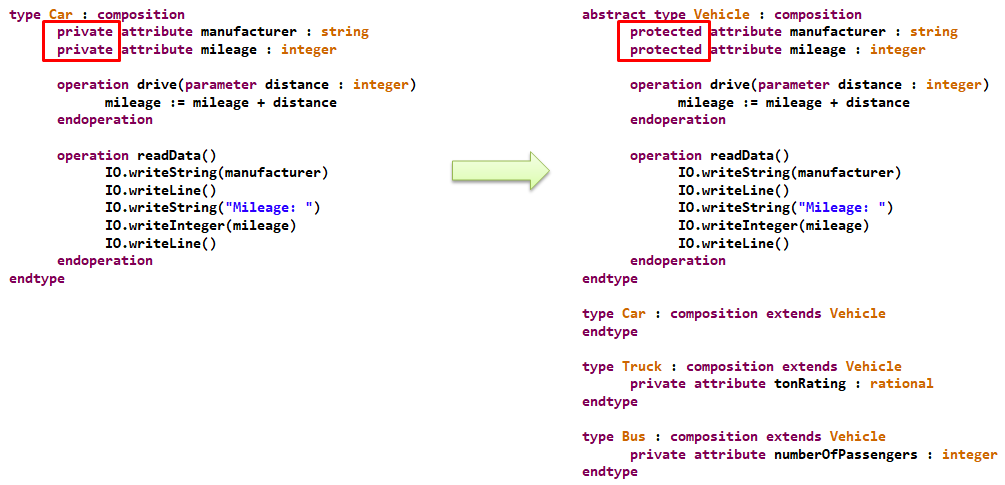 type Car : composition
private attribute manufacturer : string
private attribute mileage : integer
operation drive(parameter distance : integer)
mileage := mileage + distance
endoperation
operation readData()
IO.writeString(manufacturer)
IO.writeLine()
IO.writeString("Mileage: ")
IO.writeInteger(mileage)
IO.writeLine()
endoperation
endtype
abstract type Vehicle : composition
protected attribute manufacturer : string
protected attribute mileage : integer
operation drive(parameter distance : integer)
mileage := mileage + distance
endoperation
operation readData()
IO.writeString(manufacturer)
IO.writeLine()
IO.writeString("Mileage: ")
IO.writeInteger(mileage)
IO.writeLine()
endoperation
endtype
type Car : composition extends Vehicle
endtype
type Truck : composition extends Vehicle
private attribute tonRating : rational
endtype
type Bus : composition extends Vehicle
private attribute numberOfPassengers : integer
endtype